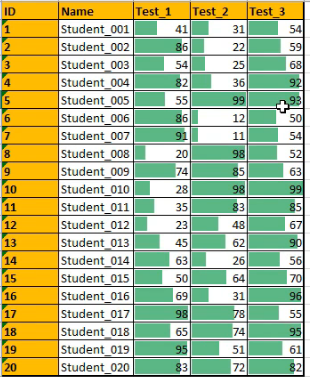 ID Name Test_1 Test_2 Test_3
1 Student_001 41 31 54
2 Student_002 86 22 59
3 Student_003 54 25 68
4 Student_004 82 36 92
5 Student_005 55 99 93
6 Student_006 86 12 50
7 Student_007 91 11 54
8 Student_008 20 98 52
9 Student_009 74 85 63
10 Student_010 28 98 99
11 Student_011 35 83 85
12 Student_012 23 48 67
13 Student_013 45 62 90
14 Student_014 63 26 56
15 Student_015 50 64 70
16 Student_016 69 31 96
17 Student_017 98 78 55
18 Student_018 65 74 95
19 Student_019 95 51 61
20 Student_020 83 72 82